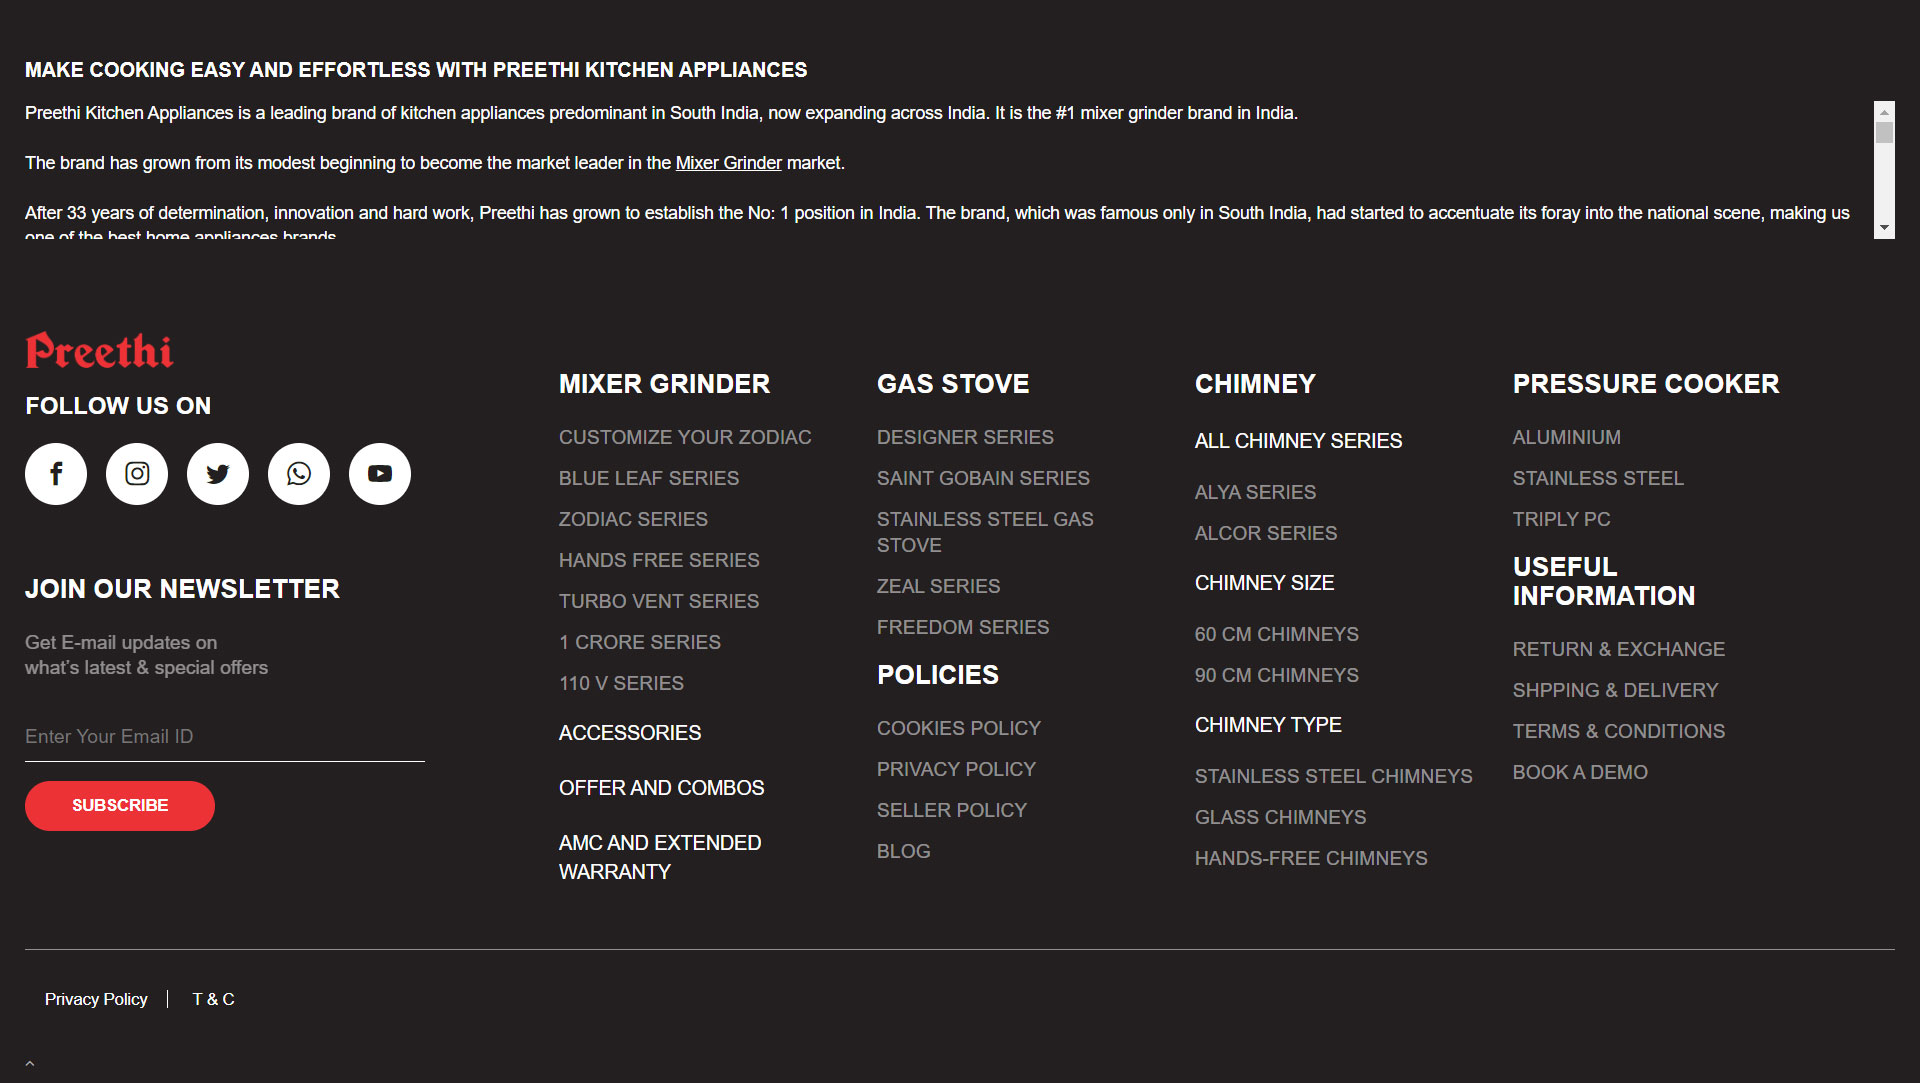 MAKE COOKING EASY AND EFFORTLESS WITH PREETHI KITCHEN APPLIANCES
Preethi Kitchen Appliances is a leading brand of kitchen appliances predominant in South India, now expanding across India. It is the #1 mixer grinder brand in India.
The brand has grown from its modest beginning to become the market leader in the Mixer Grinder market.
After 33 years of determination, innovation and hard work, Preethi has grown to establish the No: 1 position in India. The brand, which was famous only in South India, had started to accentuate its foray into the national scene, making us
one of the best home appliances brands
Preethi
FOLLOW US ON
JOIN OUR NEWSLETTER
Get E-mail updates on
what's latest & special offers
Enter Your Email ID
SUBSCRIBE
MIXER GRINDER
CUSTOMIZE YOUR ZODIAC
BLUE LEAF SERIES
ZODIAC SERIES
HANDS FREE SERIES
TURBO VENT SERIES
1 CRORE SERIES
110 V SERIES
ACCESSORIES
OFFER AND COMBOS
AMC AND EXTENDED
WARRANTY
GAS STOVE
DESIGNER SERIES
SAINT GOBAIN SERIES
STAINLESS STEEL GAS
STOVE
ZEAL SERIES
FREEDOM SERIES
POLICIES
COOKIES POLICY
PRIVACY POLICY
SELLER POLICY
BLOG
CHIMNEY
ALL CHIMNEY SERIES
ALYA SERIES
ALCOR SERIES
CHIMNEY SIZE
60 CM CHIMNEYS
90 CM CHIMNEYS
CHIMNEY TYPE
STAINLESS STEEL CHIMNEYS
GLASS CHIMNEYS
HANDS-FREE CHIMNEYS
PRESSURE COOKER
ALUMINIUM
STAINLESS STEEL
TRIPLY PC
USEFUL
INFORMATION
RETURN & EXCHANGE
SHPPING & DELIVERY
TERMS & CONDITIONS
BOOK A DEMO
Privacy Policy
T & C